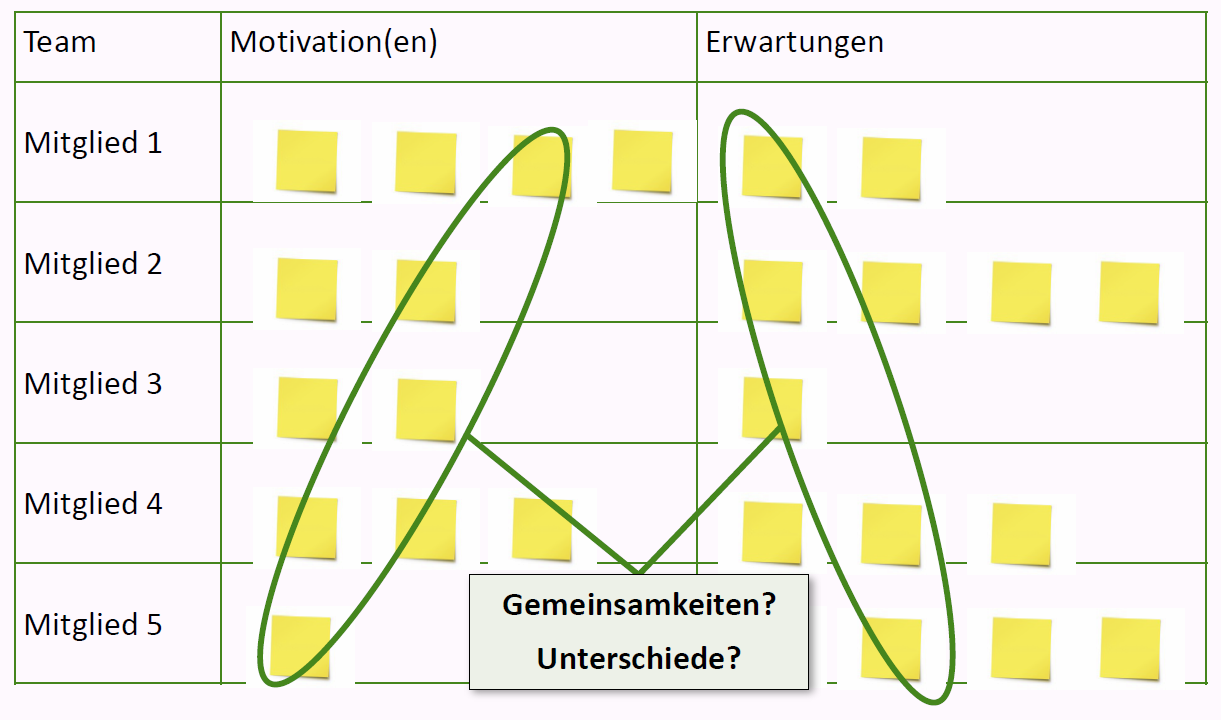 Team
Motivation(en)
Erwartungen
Mitglied 1
Mitglied 2
Mitglied 3
Mitglied 4
Mitglied 5
Gemeinsamkeiten?
Unterschiede?